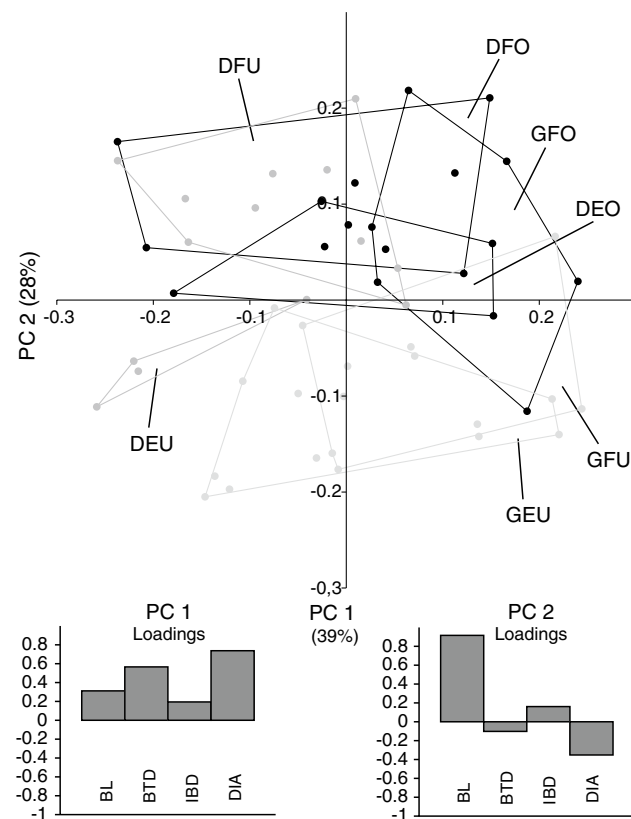 DFO
DFU
0.2
GFO
0.1
DEO
PC 2 (28%)
-0.3
-0.2
-0.1
0.1
0.2
-0.1
DEU
GFU
-0.2
GEU
-0,3
PC 1
Loadings
PC 1
(39%)
PC 2
Loadings
0.8
0.6
0.4
0.2
0
-0.2
-0.4
-0.6
-0.8
-1
BL
BTD
IBD
DIA
0.8
0.6
0.4
0.2
0
-0.2
-0.4
-0.6
-0.8
-1
BL
BTD
IBD
DIA